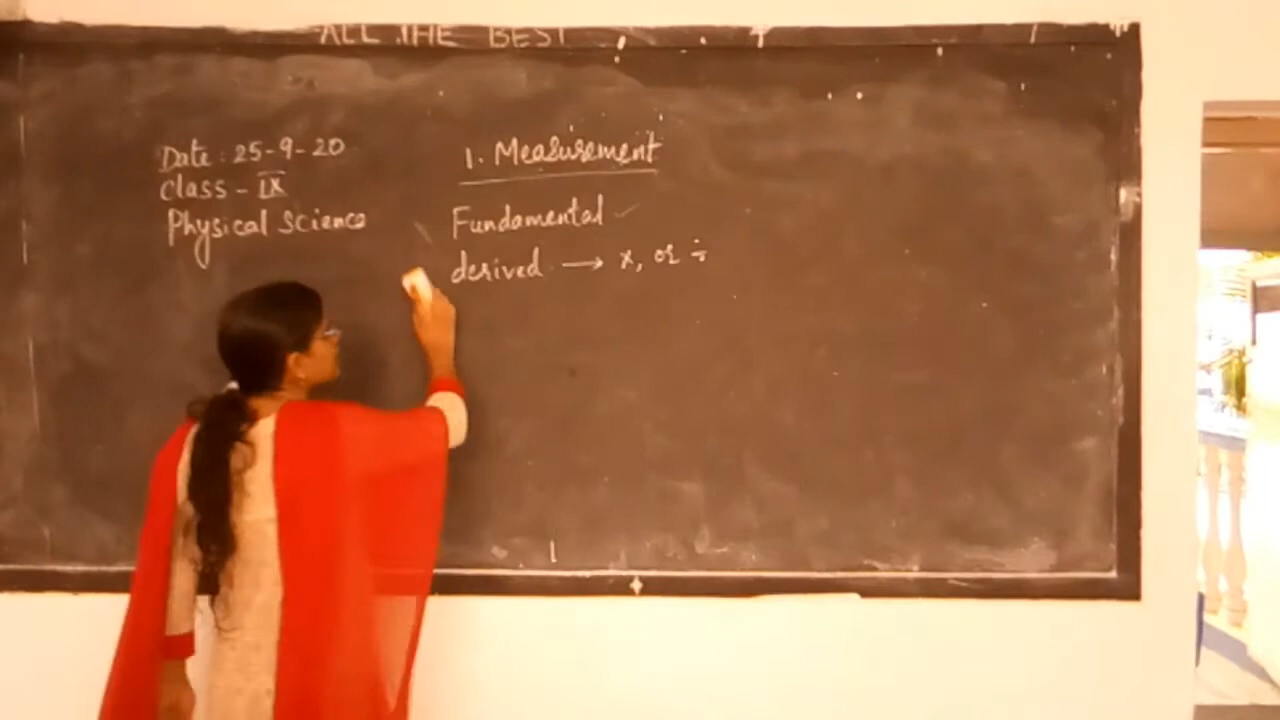 ALL THE BEST
Date: 25-9-20
Class - IX
Physical Science
1. Measurement
Fundamental ✓
derived → x, or ÷